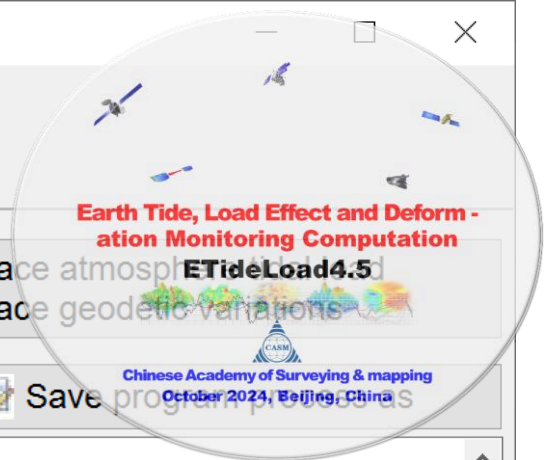 Earth Tide, Load Effect and Deform -
ation Monitoring Computation
ETideLoad4.5
ace atmosph
ace geodetic variations
CASM
Chinese Academy of Surveying & mapping
Save program process as
October 2024, Beijing, China